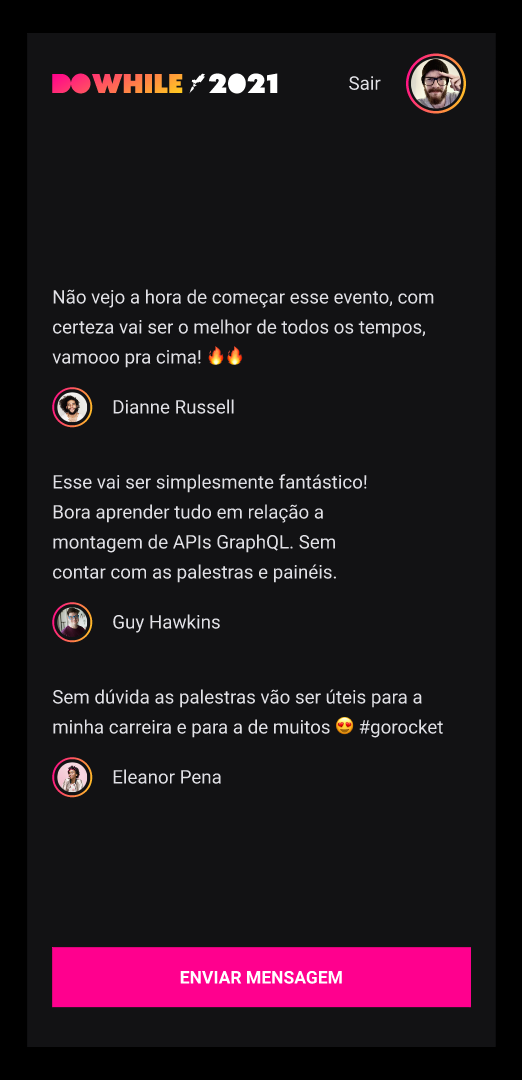 DOWHILE 2021
Sair
Não vejo a hora de começar esse evento, com
certeza vai ser o melhor de todos os tempos,
vamooo pra cima! 🔥🔥
Dianne Russell
Esse vai ser simplesmente fantástico!
Bora aprender tudo em relação a
montagem de APIs GraphQL. Sem
contar com as palestras e painéis.
Guy Hawkins
Sem dúvida as palestras vão ser úteis para a
minha carreira e para a de muitos 😍 #gorocket
Eleanor Pena
ENVIAR MENSAGEM